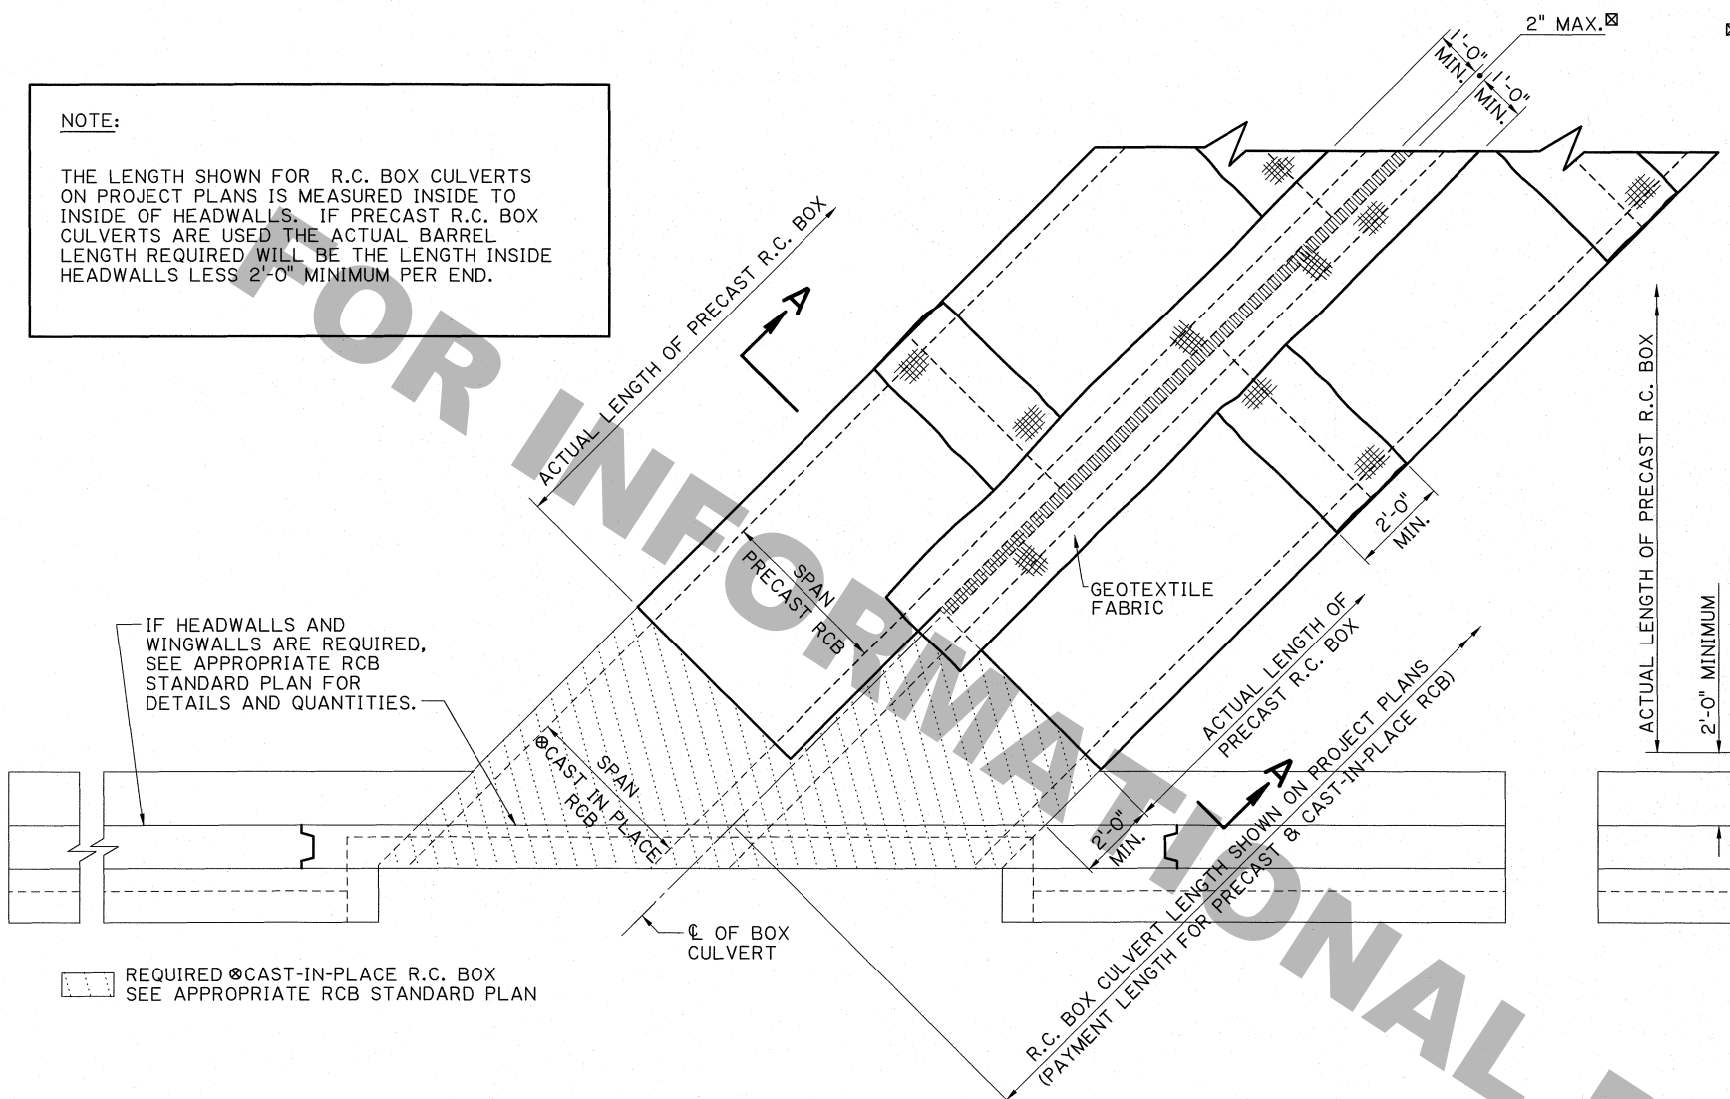 2" MAX.⊠
1'-0"
MIN.
1'-0"
MIN.
NOTE:
THE LENGTH SHOWN FOR R.C. BOX CULVERTS
ON PROJECT PLANS IS MEASURED INSIDE TO
INSIDE OF HEADWALLS. IF PRECAST R.C. BOX
CULVERTS ARE USED THE ACTUAL BARREL
LENGTH REQUIRED WILL BE THE LENGTH INSIDE
HEADWALLS LESS 2'-0" MINIMUM PER END.
ACTUAL LENGTH OF PRECAST R.C. BOX
A
SPAN
PRECAST RCB
2'-0"
MIN.
GEOTEXTILE
FABRIC
ACTUAL LENGTH OF PRECAST R.C. BOX
2'-0" MINIMUM
IF HEADWALLS AND
WINGWALLS ARE REQUIRED,
SEE APPROPRIATE RCB
STANDARD PLAN FOR
DETAILS AND QUANTITIES.
SPAN
⊗CAST IN PLACE
RCB
ACTUAL LENGTH OF
PRECAST R.C. BOX
A
2'-0"
MIN.
R.C. BOX CULVERT LENGTH SHOWN ON PROJECT PLANS
(PAYMENT LENGTH FOR PRECAST & CAST-IN-PLACE RCB)
℄ OF BOX
CULVERT
REQUIRED ⊗CAST-IN-PLACE R.C. BOX
SEE APPROPRIATE RCB STANDARD PLAN
FOR INFORMATIONAL